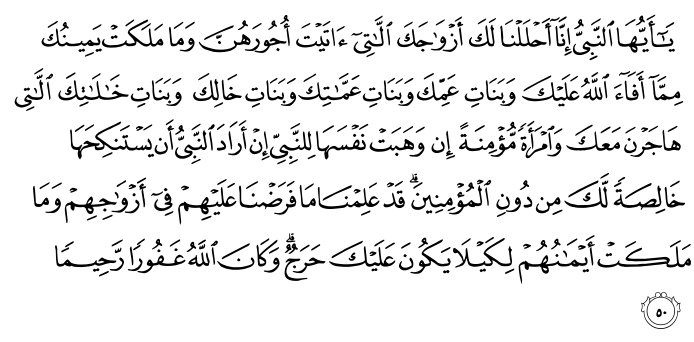 يَـٰٓأَيُّهَا ٱلنَّبِىُّ إِنَّآ أَحْلَلْنَا لَكَ أَزْوَٰجَكَ ٱلَّـٰتِىٓ ءَاتَيْتَ أُجُورَهُنَّ وَمَا مَلَكَتْ يَمِينُكَ
مِمَّآ أَفَآءَ ٱللَّهُ عَلَيْكَ وَبَنَاتِ عَمِّكَ وَبَنَاتِ عَمَّـٰتِكَ وَبَنَاتِ خَالِكَ وَبَنَاتِ خَـٰلَـٰتِكَ ٱلَّـٰتِى
هَاجَرْنَ مَعَكَ وَٱمْرَأَةً مُّؤْمِنَةً إِن وَهَبَتْ نَفْسَهَا لِلنَّبِىِّ إِنْ أَرَادَ ٱلنَّبِىُّ أَن يَسْتَنكِحَهَا
خَالِصَةً لَّكَ مِن دُونِ ٱلْمُؤْمِنِينَ ۗ قَدْ عَلِمْنَا مَا فَرَضْنَا عَلَيْهِمْ فِىٓ أَزْوَٰجِهِمْ وَمَا
مَلَكَتْ أَيْمَـٰنُهُمْ لِكَيْلَا يَكُونَ عَلَيْكَ حَرَجٌ ۗ وَكَانَ ٱللَّهُ غَفُورًا رَّحِيمًا
٥٠